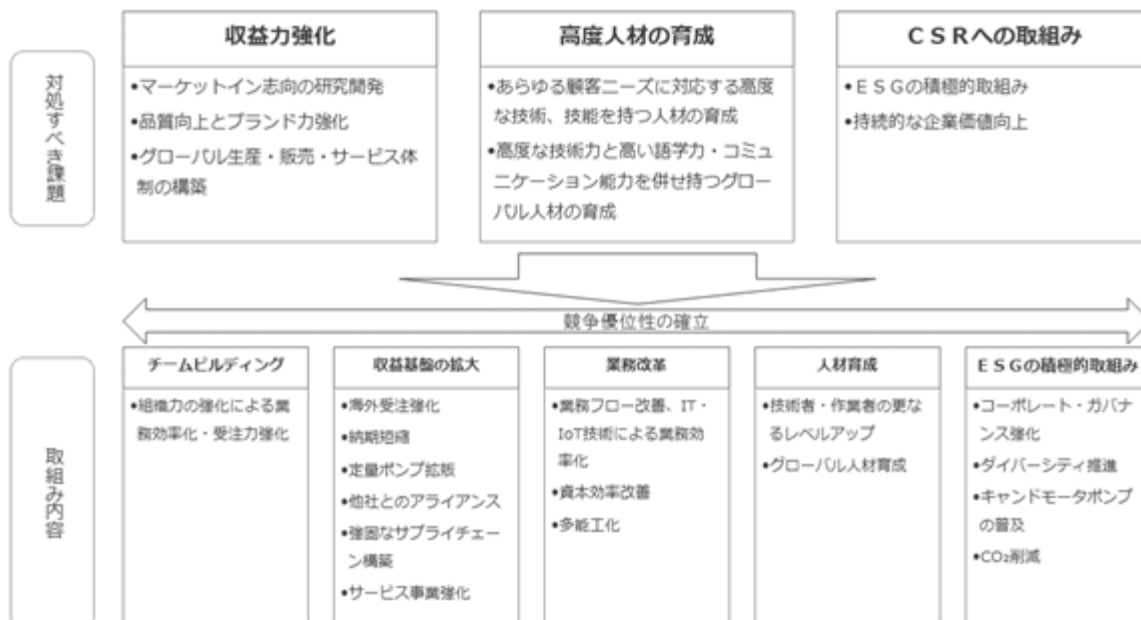 対処すべき課題
収益力強化
•マーケットイン志向の研究開発
•品質向上とブランド力強化
•グローバル生産・販売・サービス体
制の構築
高度人材の育成
•あらゆる顧客ニーズに対応する高度
な技術、技能を持つ人材の育成
•高度な技術力と高い語学力・コミュ
ニケーション能力を併せ持つグロー
バル人材の育成
ＣＳＲへの取組み
•ＥＳＧの積極的取組み
•持続的な企業価値向上
競争優位性の確立
取組み内容
チームビルディング
•組織力の強化による業
務効率化・受注力強化
収益基盤の拡大
•海外受注強化
•納期短縮
•定量ポンプ拡販
•他社とのアライアンス
•強固なサプライチェー
ン構築
•サービス事業強化
業務改革
•業務フロー改善、IT・
IoT技術による業務効
率化
•資本効率改善
•多能工化
人材育成
•技術者・作業者の更な
るレベルアップ
•グローバル人材育成
ＥＳＧの積極的取組み
•コーポレート・ガバナ
ンス強化
•ダイバーシティ推進
•キャンドモータポンプ
の普及
•CO₂削減